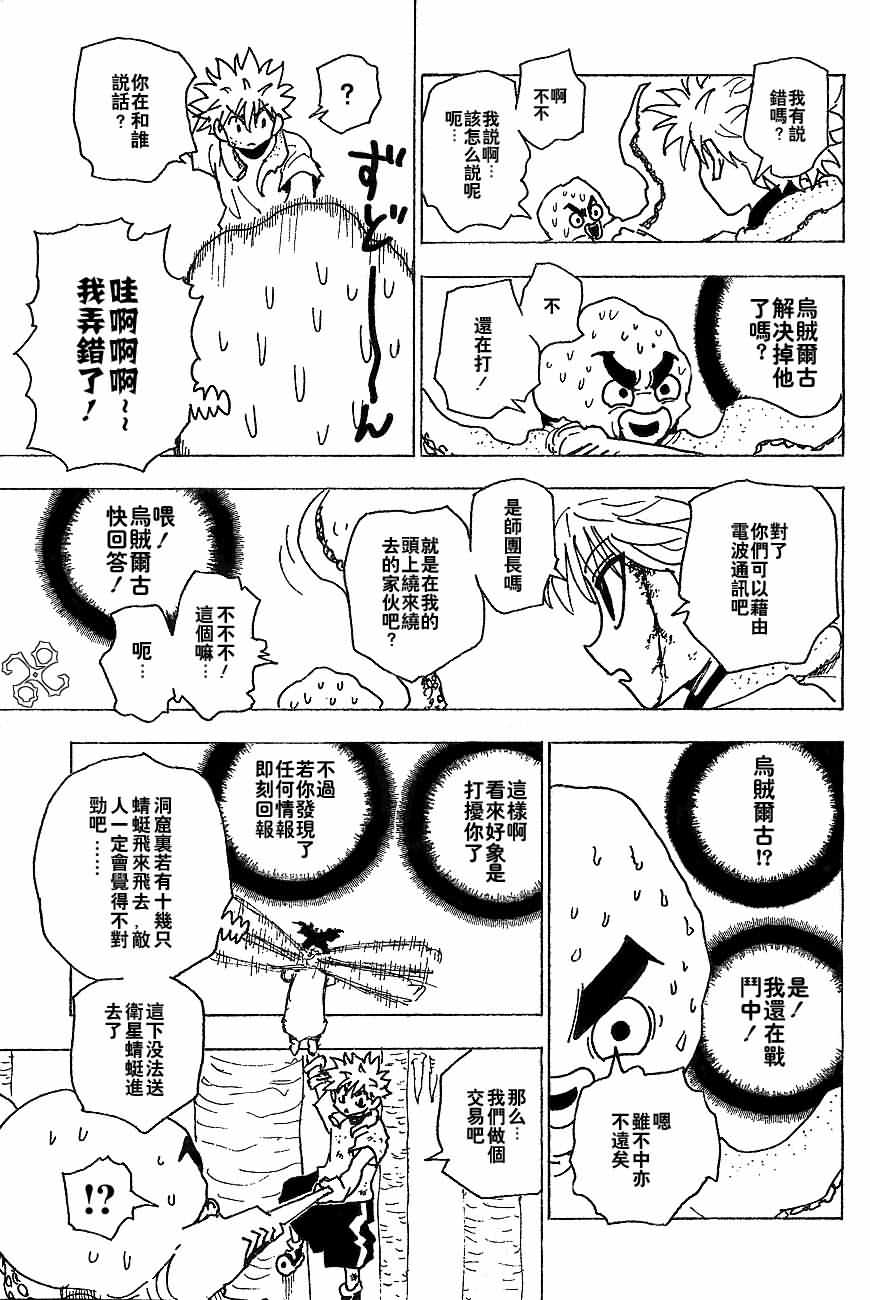 我有説
錯嗎?
啊
不不
我説啊…
該怎么説呢
呃…
烏賊爾古
解決掉他
了嗎?
不
還在打!
?
你在和誰
説話?
ずどーーん
哇啊啊啊~~
我弄錯了!
對了
你們可以藉由
電波通訊吧
是師團長嗎
就是在我的
頭上繞來繞
去的家伙吧?
不不不!
這個嘛…
呃…
喂!
烏賊爾古
快回答!
烏賊爾古!?
是!
我還在戰
鬥中!
嗯
雖不中亦
不遠矣
這樣啊
看來好象是
打擾你了
不過
若你發現了
任何情報
即刻回報
洞窟裏若有十幾只
蜻蜓飛來飛去,敵
人一定會覺得不對
勁吧……
這下没法送
衛星蜻蜓進
去了
那么…
我們做個
交易吧
!?